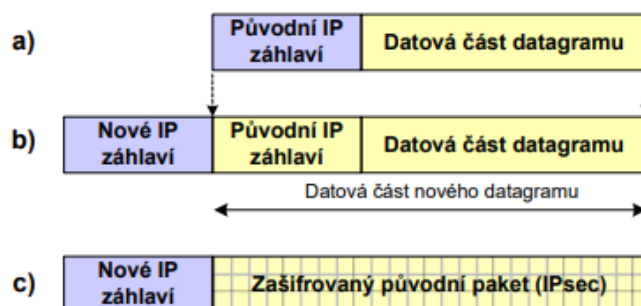 a)
Původní IP
záhlaví
Datová část datagramu
b)
Nové IP
záhlaví
Původní IP
záhlaví
Datová část datagramu
Datová část nového datagramu
c)
Nové IP
záhlaví
Zašifrovaný původní paket (IPsec)